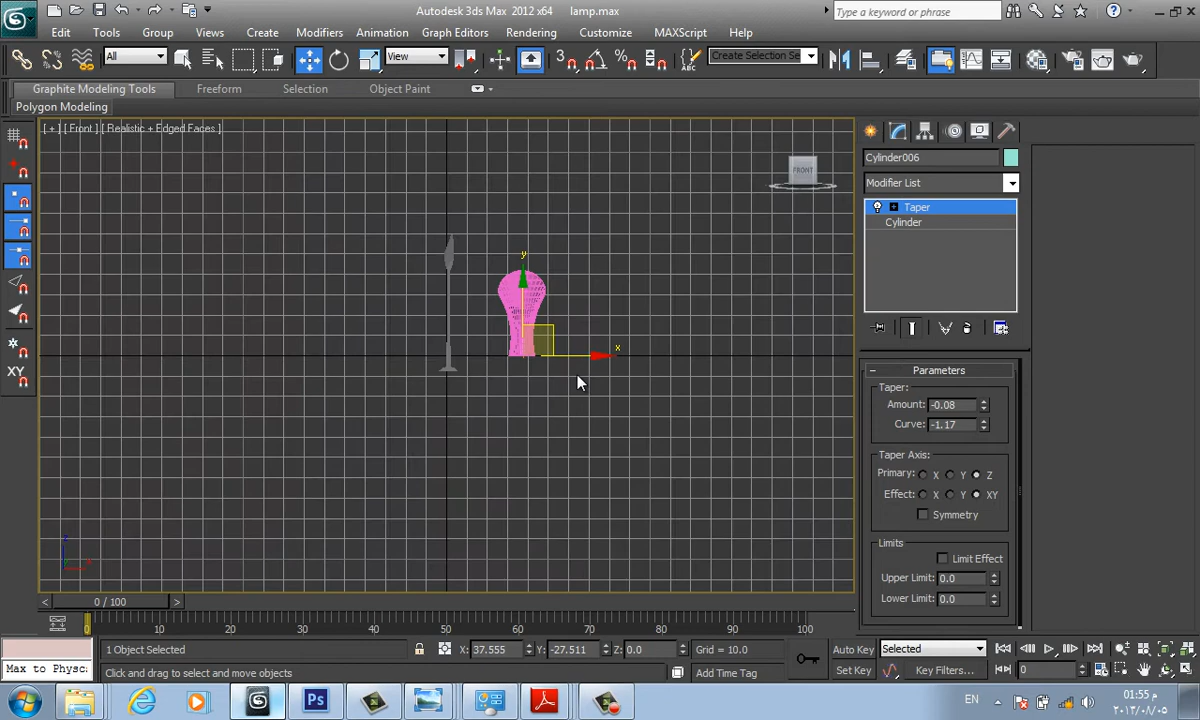 Autodesk 3ds Max 2012 x64 lamp.max
Type a keyword or phrase
Edit Tools Group Views Create Modifiers Animation Graph Editors Rendering Customize MAXScript Help
All View Create Selection Se
Graphite Modeling Tools Freeform Selection Object Paint
Polygon Modeling
[ + ] [ Front ] [ Realistic + Edged Faces ]
FRONT
Cylinder006
Modifier List
Taper
Cylinder
y
x
XY
Parameters
Taper:
Amount: -0.08
Curve: -1.17
Taper Axis:
Primary: X Y Z
Effect: X Y XY
Symmetry
Limits
Limit Effect
Upper Limit: 0.0
Lower Limit: 0.0
z
x
< 0 / 100 >
0 10 20 30 40 50 60 70 80 90 100
1 Object Selected X: 37.555 Y: -27.511 Z: 0.0 Grid = 10.0 Auto Key Selected
Max to Physc
Click and drag to select and move objects Add Time Tag Set Key Key Filters... 0
Ps
EN
01:55 م
٢٠١٣/٠٨/٠٥